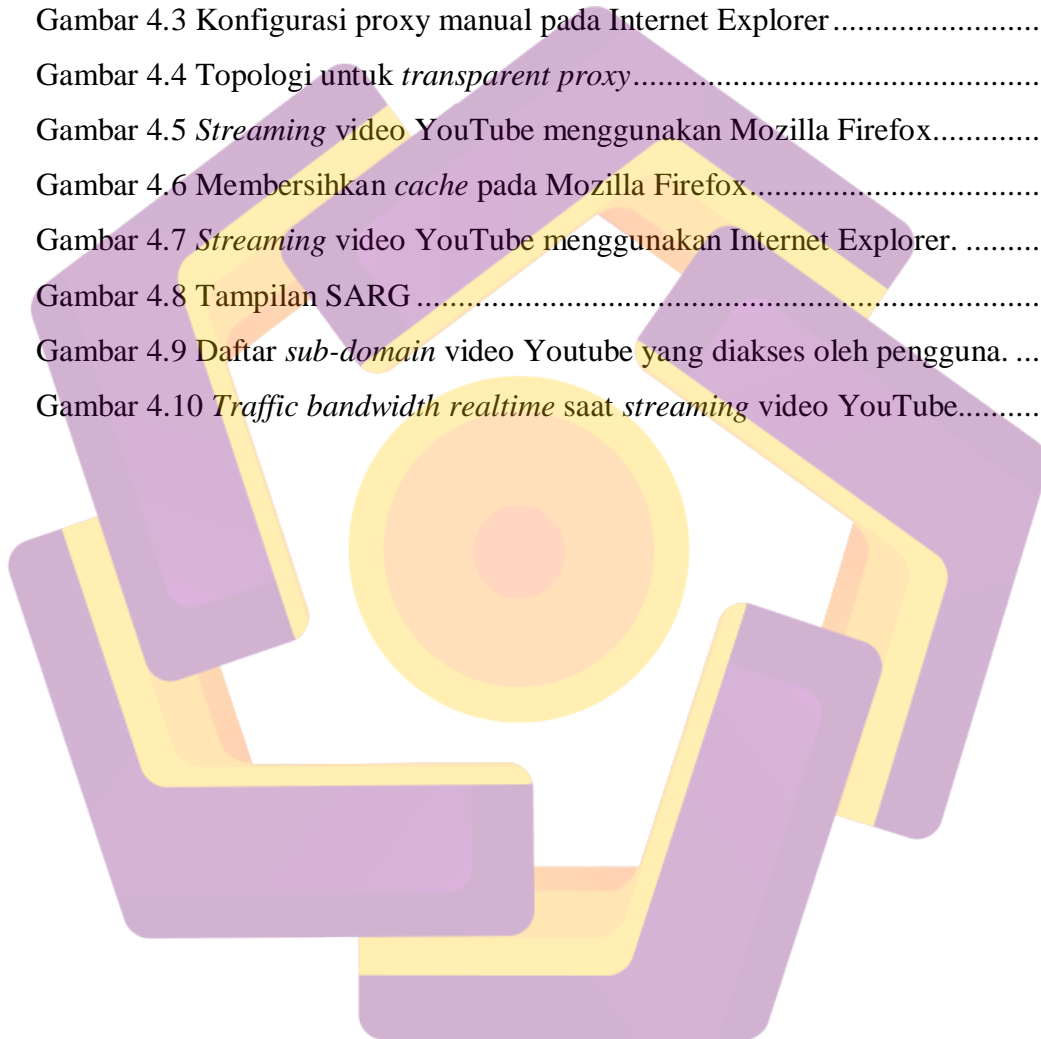 Gambar 4.3 Konfigurasi proxy manual pada Internet Explorer..........................
Gambar 4.4 Topologi untuk transparent proxy...................................................
Gambar 4.5 Streaming video YouTube menggunakan Mozilla Firefox.............
Gambar 4.6 Membersihkan cache pada Mozilla Firefox....................................
Gambar 4.7 Streaming video YouTube menggunakan Internet Explorer. .........
Gambar 4.8 Tampilan SARG..............................................................................
Gambar 4.9 Daftar sub-domain video Youtube yang diakses oleh pengguna. ...
Gambar 4.10 Traffic bandwidth realtime saat streaming video YouTube..........